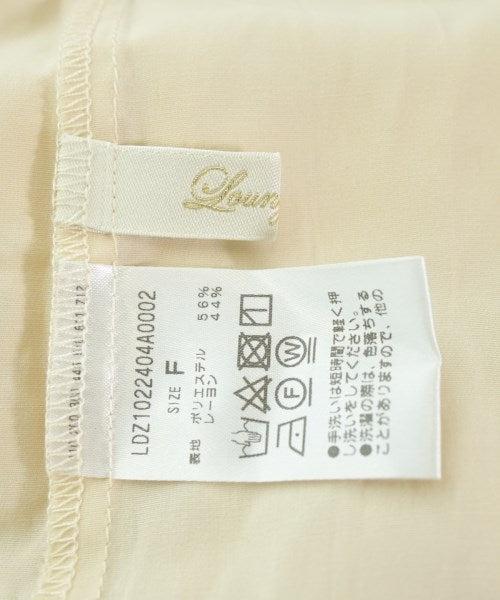 Loun
LDZ1022404A0002
SIZE F
表地 ポリエステル 56%
レーヨン 44%
●手洗いは短時間で軽く押
し洗いをしてください。
●洗濯の際は、色落ちする
ことがありますので、他の